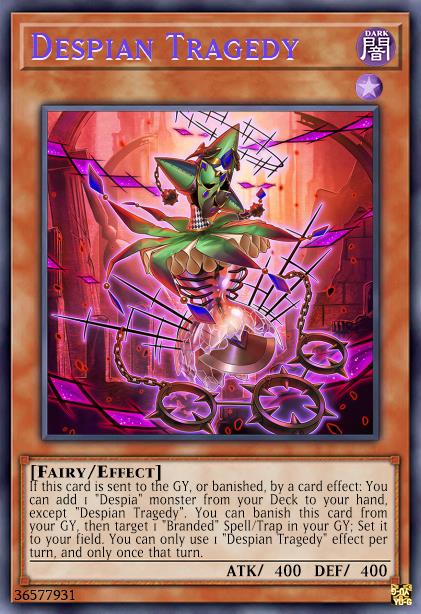 Despian Tragedy
DARK
闇
[Fairy/Effect]
If this card is sent to the GY, or banished, by a card effect: You
can add 1 "Despia" monster from your Deck to your hand,
except "Despian Tragedy". You can banish this card
from your GY, then target 1 "Branded" Spell/Trap in your GY; Set it
to your field. You can only use 1 "Despian Tragedy" effect per
turn, and only once that turn.
ATK/ 400 DEF/ 400
36577931